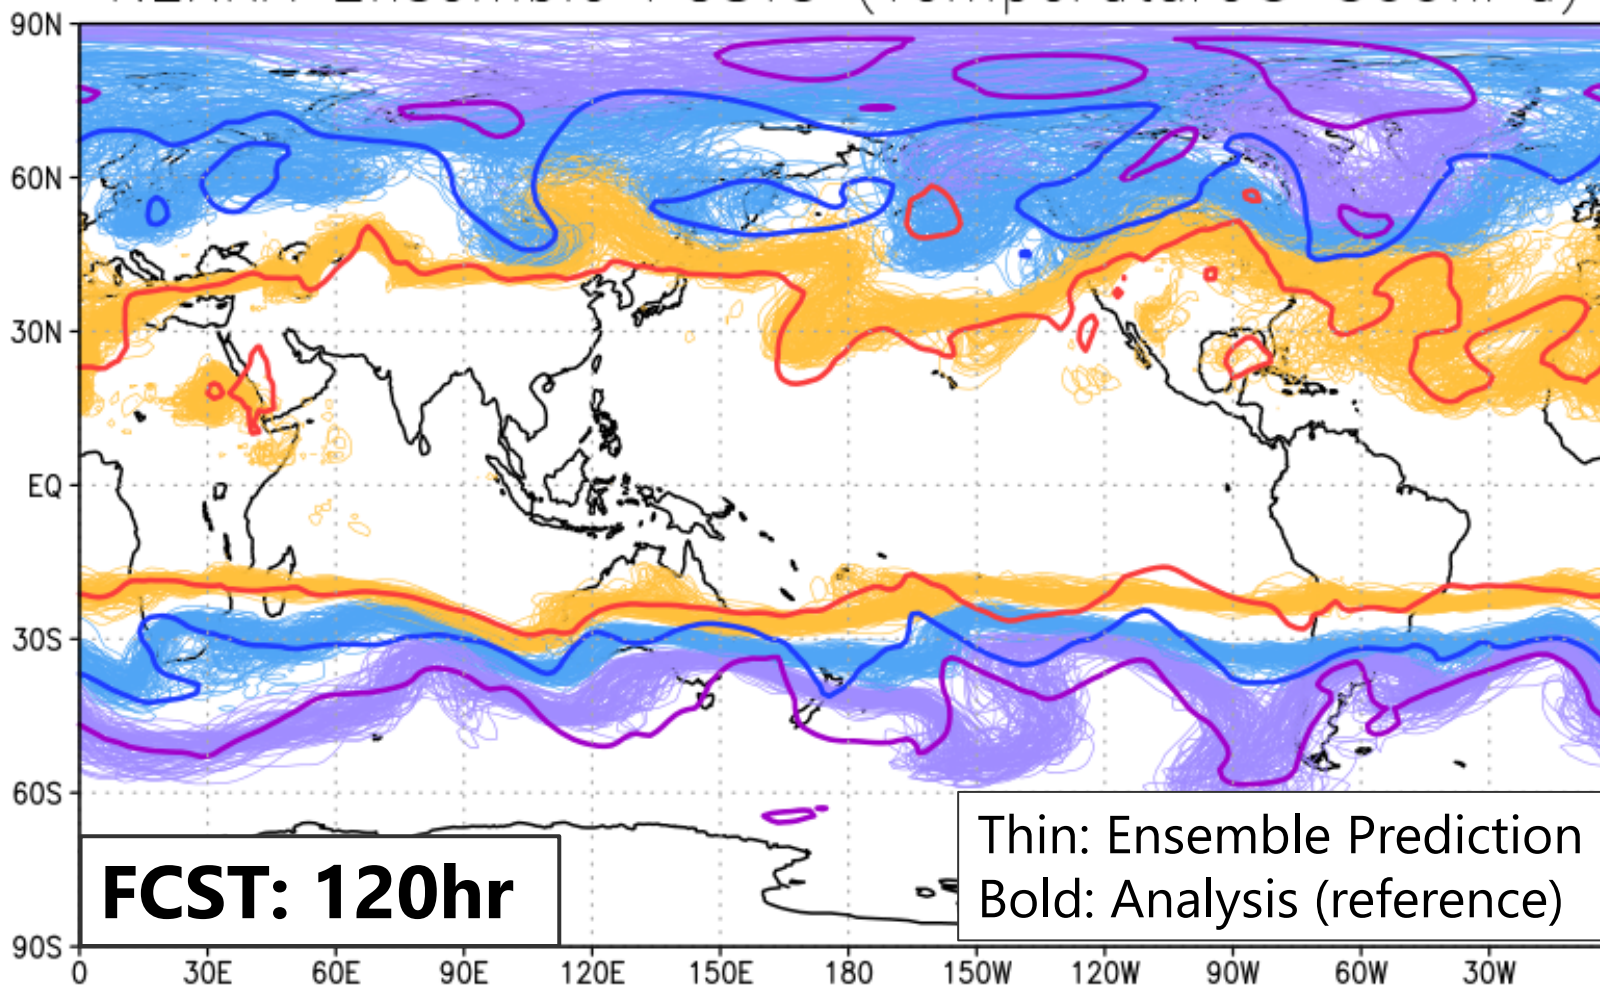 Ensemble
90N
60N
30N
EQ
30S
60S
90S
FCST: 120hr
Thin: Ensemble Prediction
Bold: Analysis (reference)
0 30E 60E 90E 120E 150E 180 150W 120W 90W 60W 30W